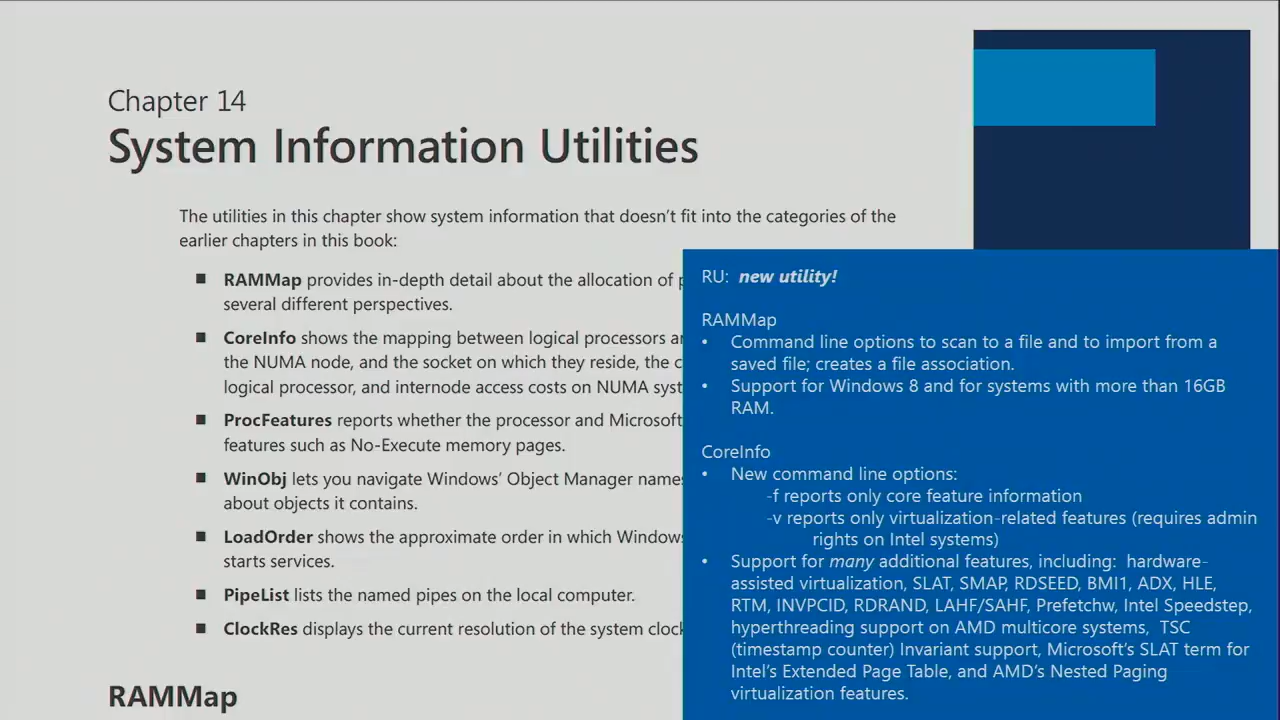 Chapter 14
System Information Utilities
The utilities in this chapter show system information that doesn't fit into the categories of the
earlier chapters in this book:
■ RAMMap provides in-depth detail about the allocation of
several different perspectives.
■ CoreInfo shows the mapping between logical processors
the NUMA node, and the socket on which they reside, the
logical processor, and internode access costs on NUMA
■ ProcFeatures reports whether the processor and Microsoft
features such as No-Execute memory pages.
■ WinObj lets you navigate Windows' Object Manager
about objects it contains.
■ LoadOrder shows the approximate order in which Windows
starts services.
■ PipeList lists the named pipes on the local computer.
■ ClockRes displays the current resolution of the system clock
RAMMap
RU: new utility!
RAMMap
• Command line options to scan to a file and to import from a
saved file; creates a file association.
• Support for Windows 8 and for systems with more than 16GB
RAM.
CoreInfo
• New command line options:
-f reports only core feature information
-v reports only virtualization-related features (requires admin
rights on Intel systems)
• Support for many additional features, including: hardware-
assisted virtualization, SLAT, SMAP, RDSEED, BMI1, ADX, HLE,
RTM, INVPCID, RDRAND, LAHF/SAHF, Prefetchw, Intel Speedstep,
hyperthreading support on AMD multicore systems, TSC
(timestamp counter) Invariant support, Microsoft's SLAT term for
Intel's Extended Page Table, and AMD's Nested Paging
virtualization features.